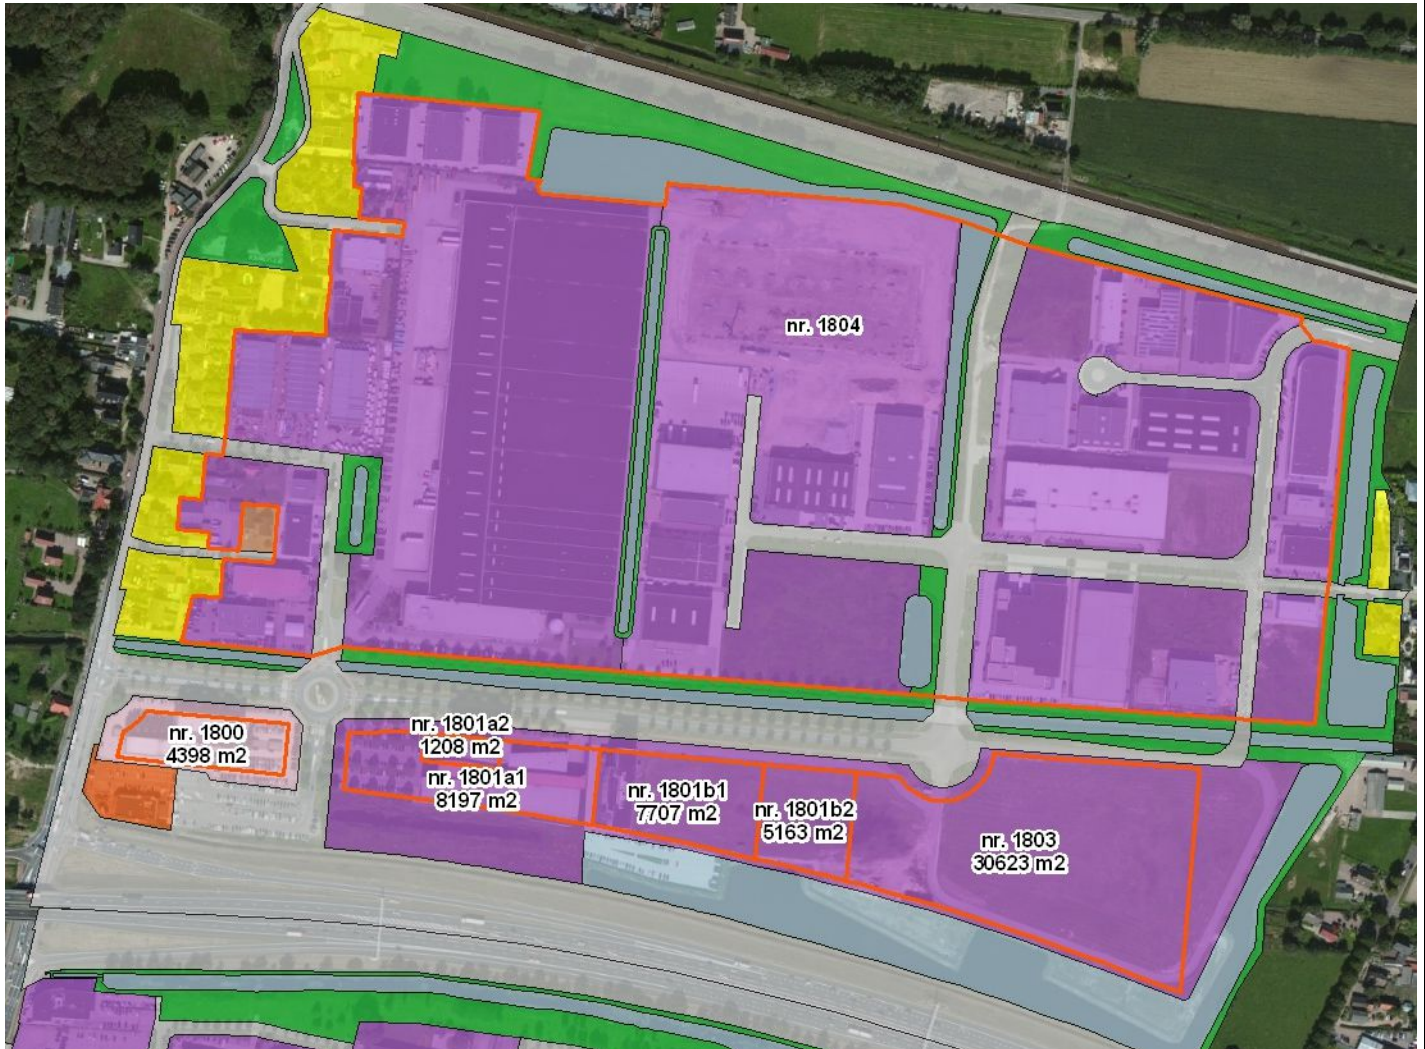 nr. 1804
nr. 1800
4398 m2
nr. 1801a2
1208 m2
nr. 1801a1
8197 m2
nr. 1801b1
7707 m2
nr. 1801b2
5163 m2
nr. 1803
30623 m2